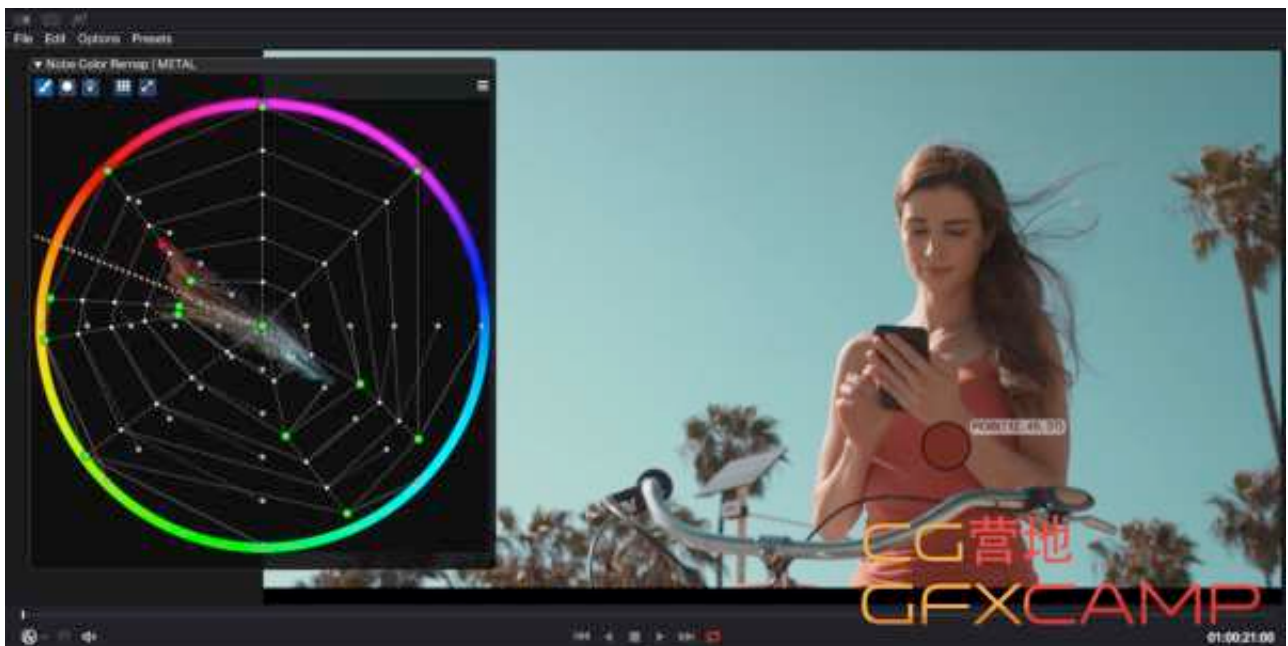 File Edit Options Presets
▼ Nobe Color Remap | METAL
CG营地
GFXCAMP
01:00:21:00